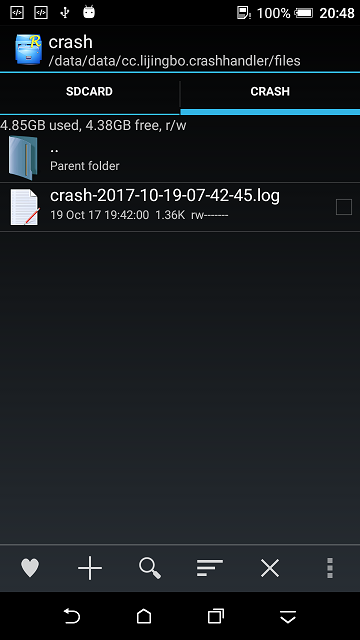 100% 20:48
crash
/data/data/cc.lijingbo.crashhandler/files
SDCARD CRASH
4.85GB used, 4.38GB free, r/w
..
Parent folder
crash-2017-10-19-07-42-45.log
19 Oct 17 19:42:00 1.36K rw-------